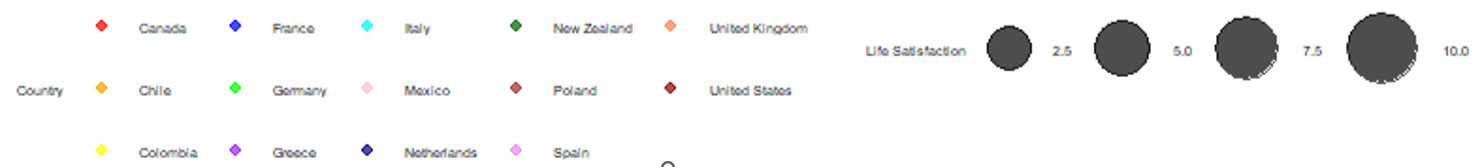 Canada France Italy New Zealand United Kingdom
Life Satisfaction 2.5 5.0 7.5 10.0
Country Chile Germany Mexico Poland United States
Colombia Greece Netherlands Spain